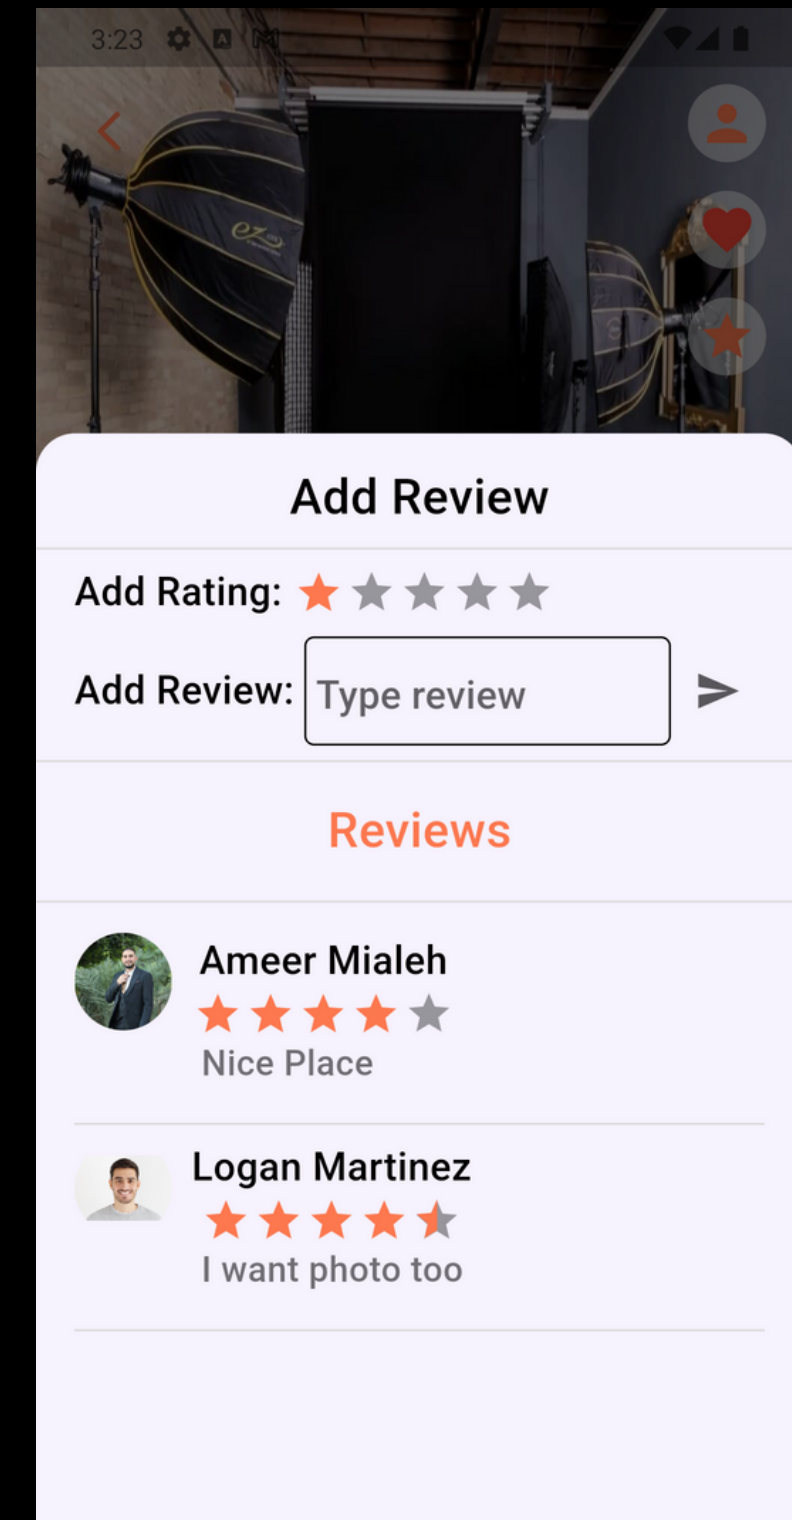 3:23
Add Review
Add Rating:
Add Review: Type review
Reviews
Ameer Mialeh
Nice Place
Logan Martinez
I want photo too